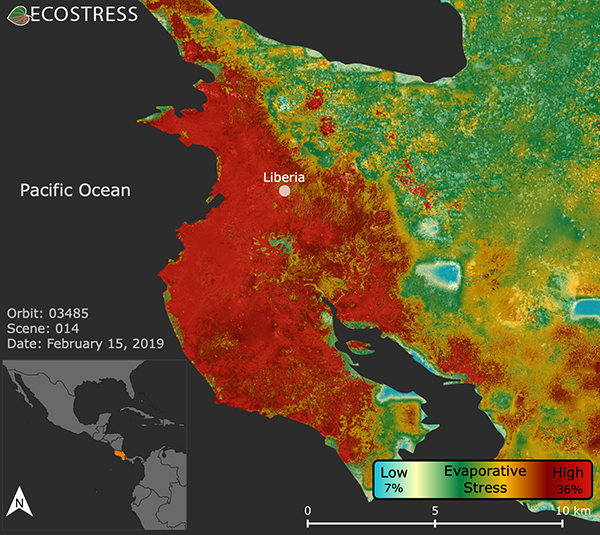 ECOSTRESS
Liberia
Pacific Ocean
Orbit: 03485
Scene: 014
Date: February 15, 2019
N
Low
7%
Evaporative
Stress
High
36%
0
5
10 km